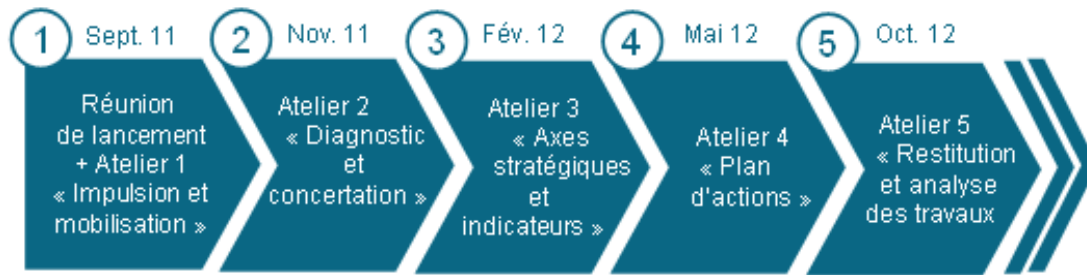 1
Sept. 11
Réunion
de lancement
+ Atelier 1
« Impulsion et
mobilisation »
2
Nov. 11
Atelier 2
« Diagnostic
et
concertation »
3
Fév. 12
Atelier 3
« Axes
stratégiques
et
indicateurs »
4
Mai 12
Atelier 4
« Plan
d'actions »
5
Oct. 12
Atelier 5
« Restitution
et analyse
des travaux